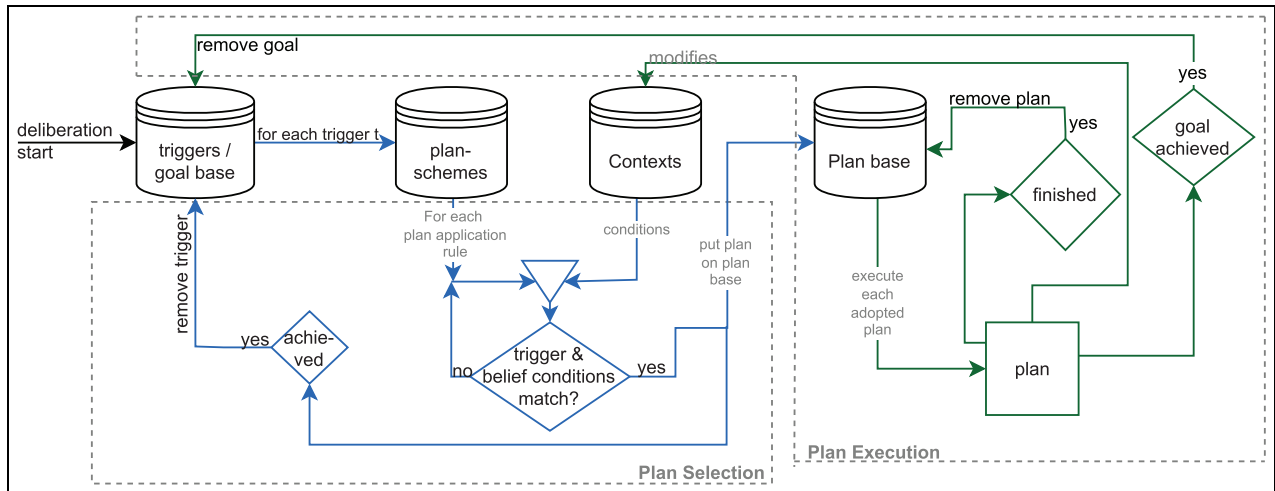 remove goal
modifies
yes
deliberation
start
triggers /
goal base
for each trigger t
plan-
schemes
Contexts
Plan base
remove plan
yes
goal
achieved
finished
For each
plan application
rule
conditions
put plan
on plan
base
execute
each
adopted
plan
remove trigger
yes
achie-
ved
no
trigger &
belief conditions
match?
yes
plan
Plan Selection
Plan Execution